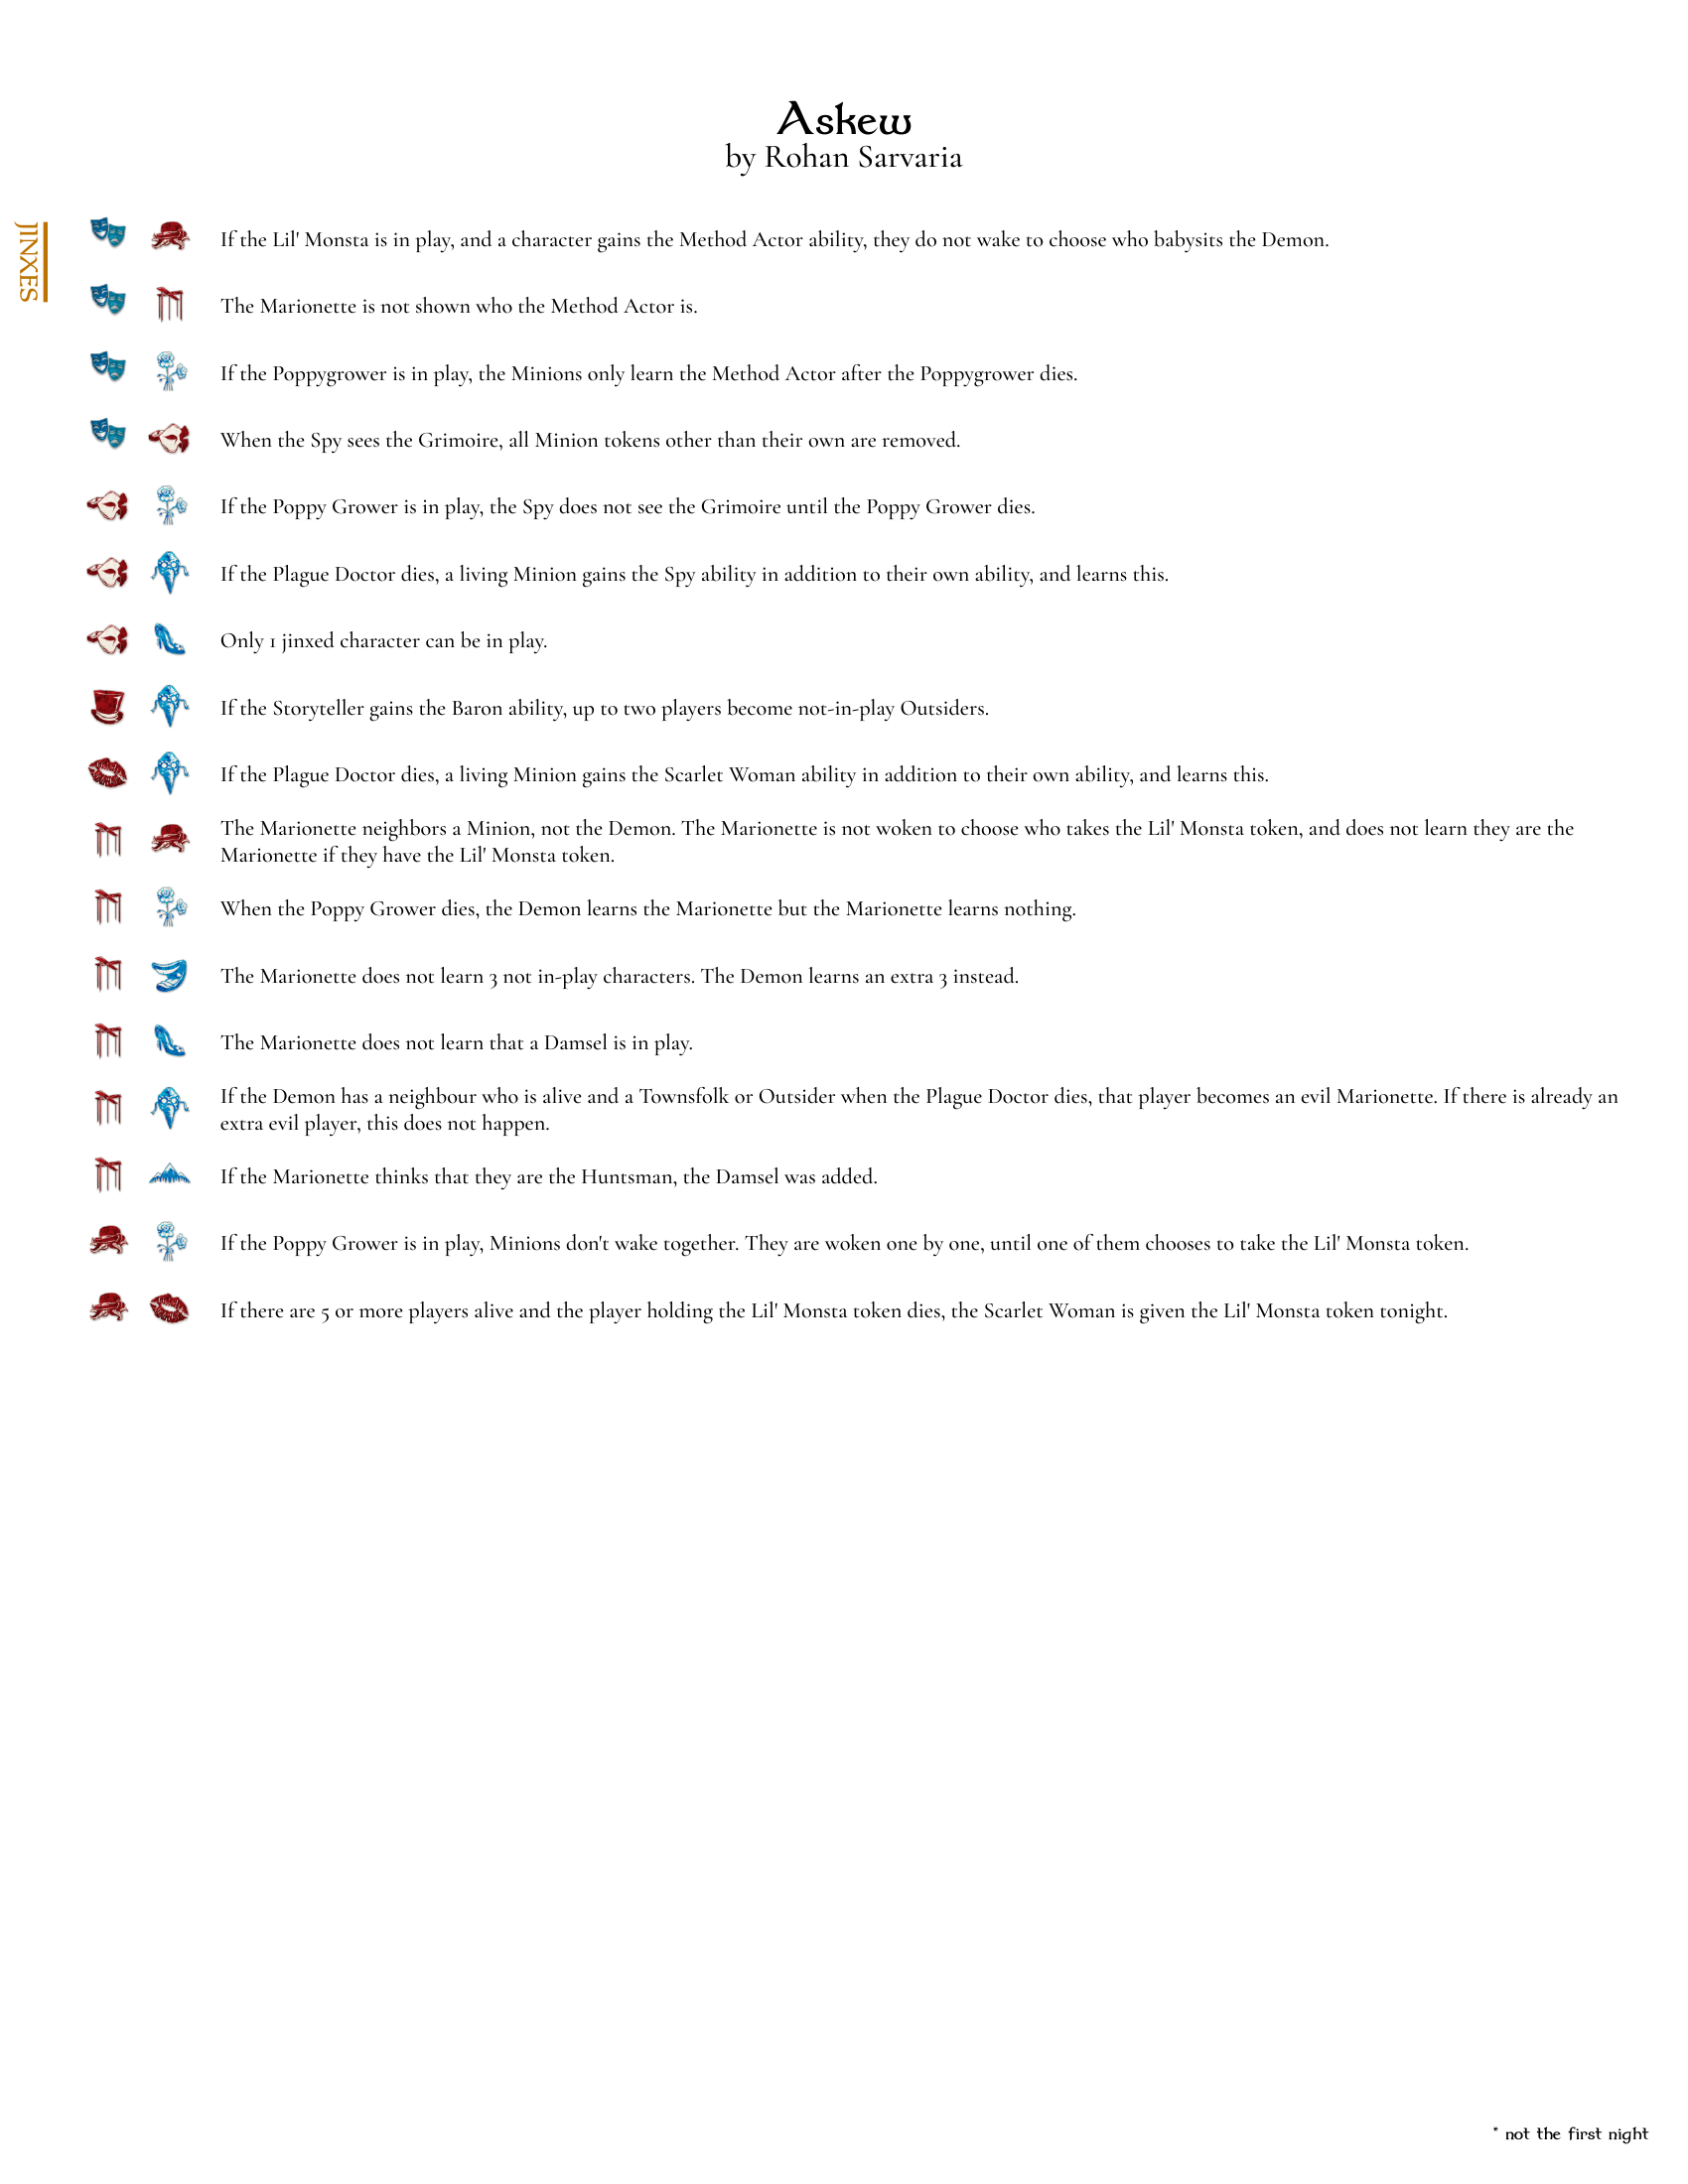 Askew
by Rohan Sarvaria
JINXES
If the Lil' Monsta is in play, and a character gains the Method Actor ability, they do not wake to choose who babysits the Demon.
The Marionette is not shown who the Method Actor is.
If the Poppygrower is in play, the Minions only learn the Method Actor after the Poppygrower dies.
When the Spy sees the Grimoire, all Minion tokens other than their own are removed.
If the Poppy Grower is in play, the Spy does not see the Grimoire until the Poppy Grower dies.
If the Plague Doctor dies, a living Minion gains the Spy ability in addition to their own ability, and learns this.
Only 1 jinxed character can be in play.
If the Storyteller gains the Baron ability, up to two players become not-in-play Outsiders.
If the Plague Doctor dies, a living Minion gains the Scarlet Woman ability in addition to their own ability, and learns this.
The Marionette neighbors a Minion, not the Demon. The Marionette is not woken to choose who takes the Lil' Monsta token, and does not learn they are the
Marionette if they have the Lil' Monsta token.
When the Poppy Grower dies, the Demon learns the Marionette but the Marionette learns nothing.
The Marionette does not learn 3 not in-play characters. The Demon learns an extra 3 instead.
The Marionette does not learn that a Damsel is in play.
If the Demon has a neighbour who is alive and a Townsfolk or Outsider when the Plague Doctor dies, that player becomes an evil Marionette. If there is already an
extra evil player, this does not happen.
If the Marionette thinks that they are the Huntsman, the Damsel was added.
If the Poppy Grower is in play, Minions don't wake together. They are woken one by one, until one of them chooses to take the Lil' Monsta token.
If there are 5 or more players alive and the player holding the Lil' Monsta token dies, the Scarlet Woman is given the Lil' Monsta token tonight.
* not the first night